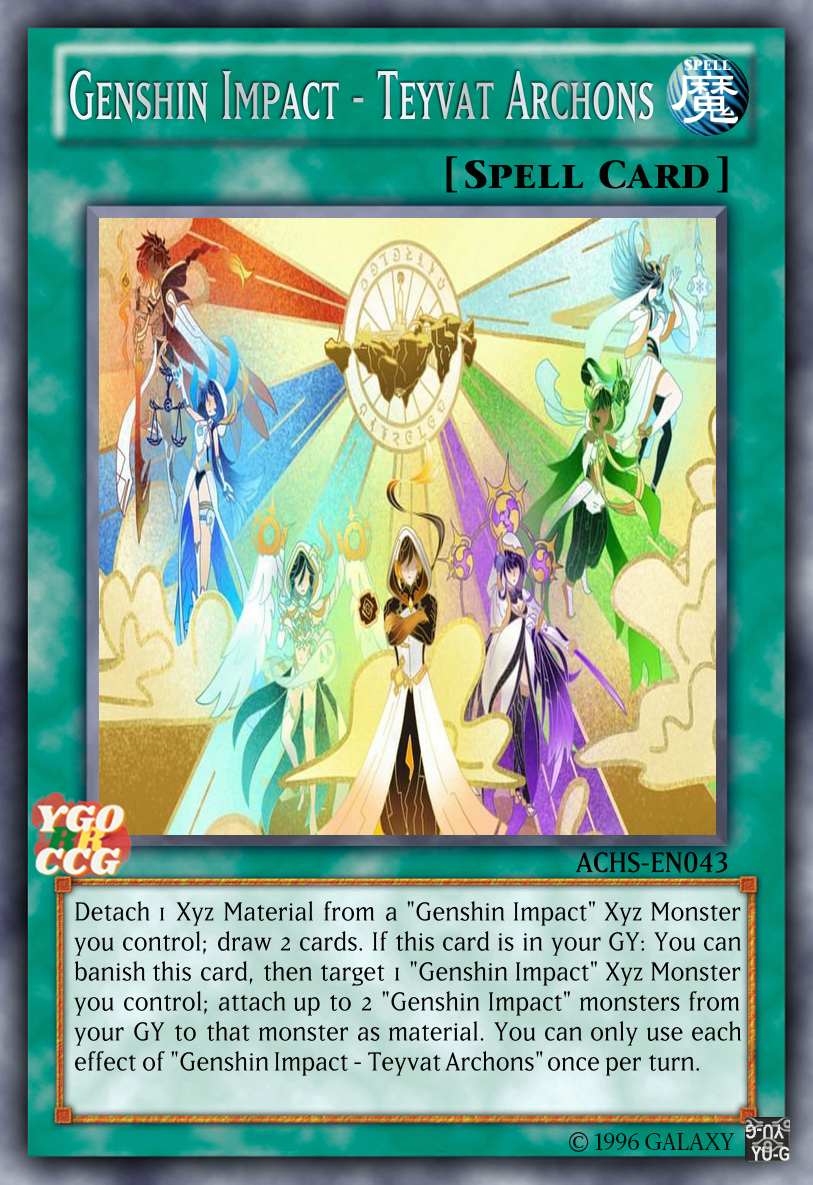 GENSHIN IMPACT - TEYVAT ARCHONS
SPELL
魔
[SPELL CARD]
YGO
CCG
ACHS-EN043
Detach 1 Xyz Material from a "Genshin Impact" Xyz Monster
you control; draw 2 cards. If this card is in your GY: You can
banish this card, then target 1 "Genshin Impact" Xyz Monster
you control; attach up to 2 "Genshin Impact" monsters from
your GY to that monster as material. You can only use each
effect of "Genshin Impact - Teyvat Archons" once per turn.
© 1996 GALAXY
YU-G
YU-G